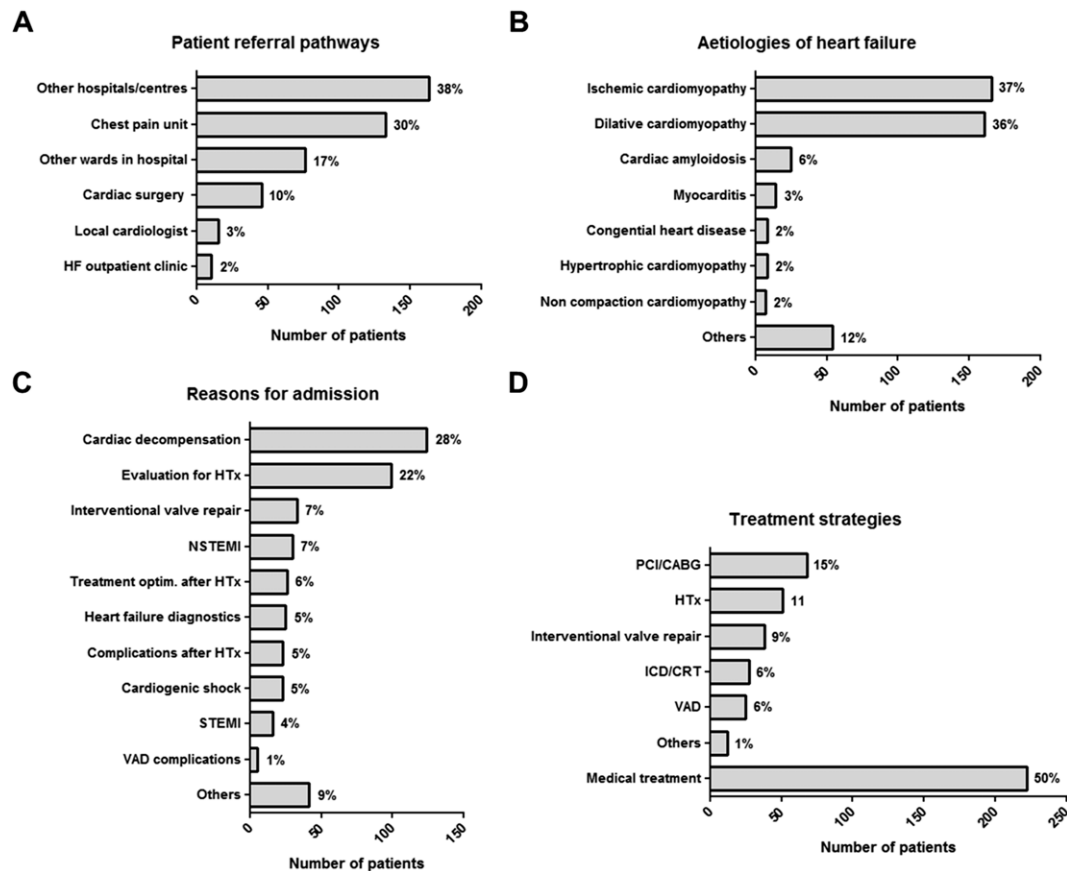 A
Patient referral pathways
Other hospitals/centres 38%
Chest pain unit 30%
Other wards in hospital 17%
Cardiac surgery 10%
Local cardiologist 3%
HF outpatient clinic 2%
0 50 100 150 200
Number of patients
B
Aetiologies of heart failure
Ischemic cardiomyopathy 37%
Dilative cardiomyopathy 36%
Cardiac amyloidosis 6%
Myocarditis 3%
Congential heart disease 2%
Hypertrophic cardiomyopathy 2%
Non compaction cardiomyopathy 2%
Others 12%
0 50 100 150 200
Number of patients
C
Reasons for admission
Cardiac decompensation 28%
Evaluation for HTx 22%
Interventional valve repair 7%
NSTEMI 7%
Treatment optim. after HTx 6%
Heart failure diagnostics 5%
Complications after HTx 5%
Cardiogenic shock 5%
STEMI 4%
VAD complications 1%
Others 9%
0 50 100 150
Number of patients
D
Treatment strategies
PCI/CABG 15%
HTx 11
Interventional valve repair 9%
ICD/CRT 6%
VAD 6%
Others 1%
Medical treatment 50%
0 50 100 150 200 250
Number of patients